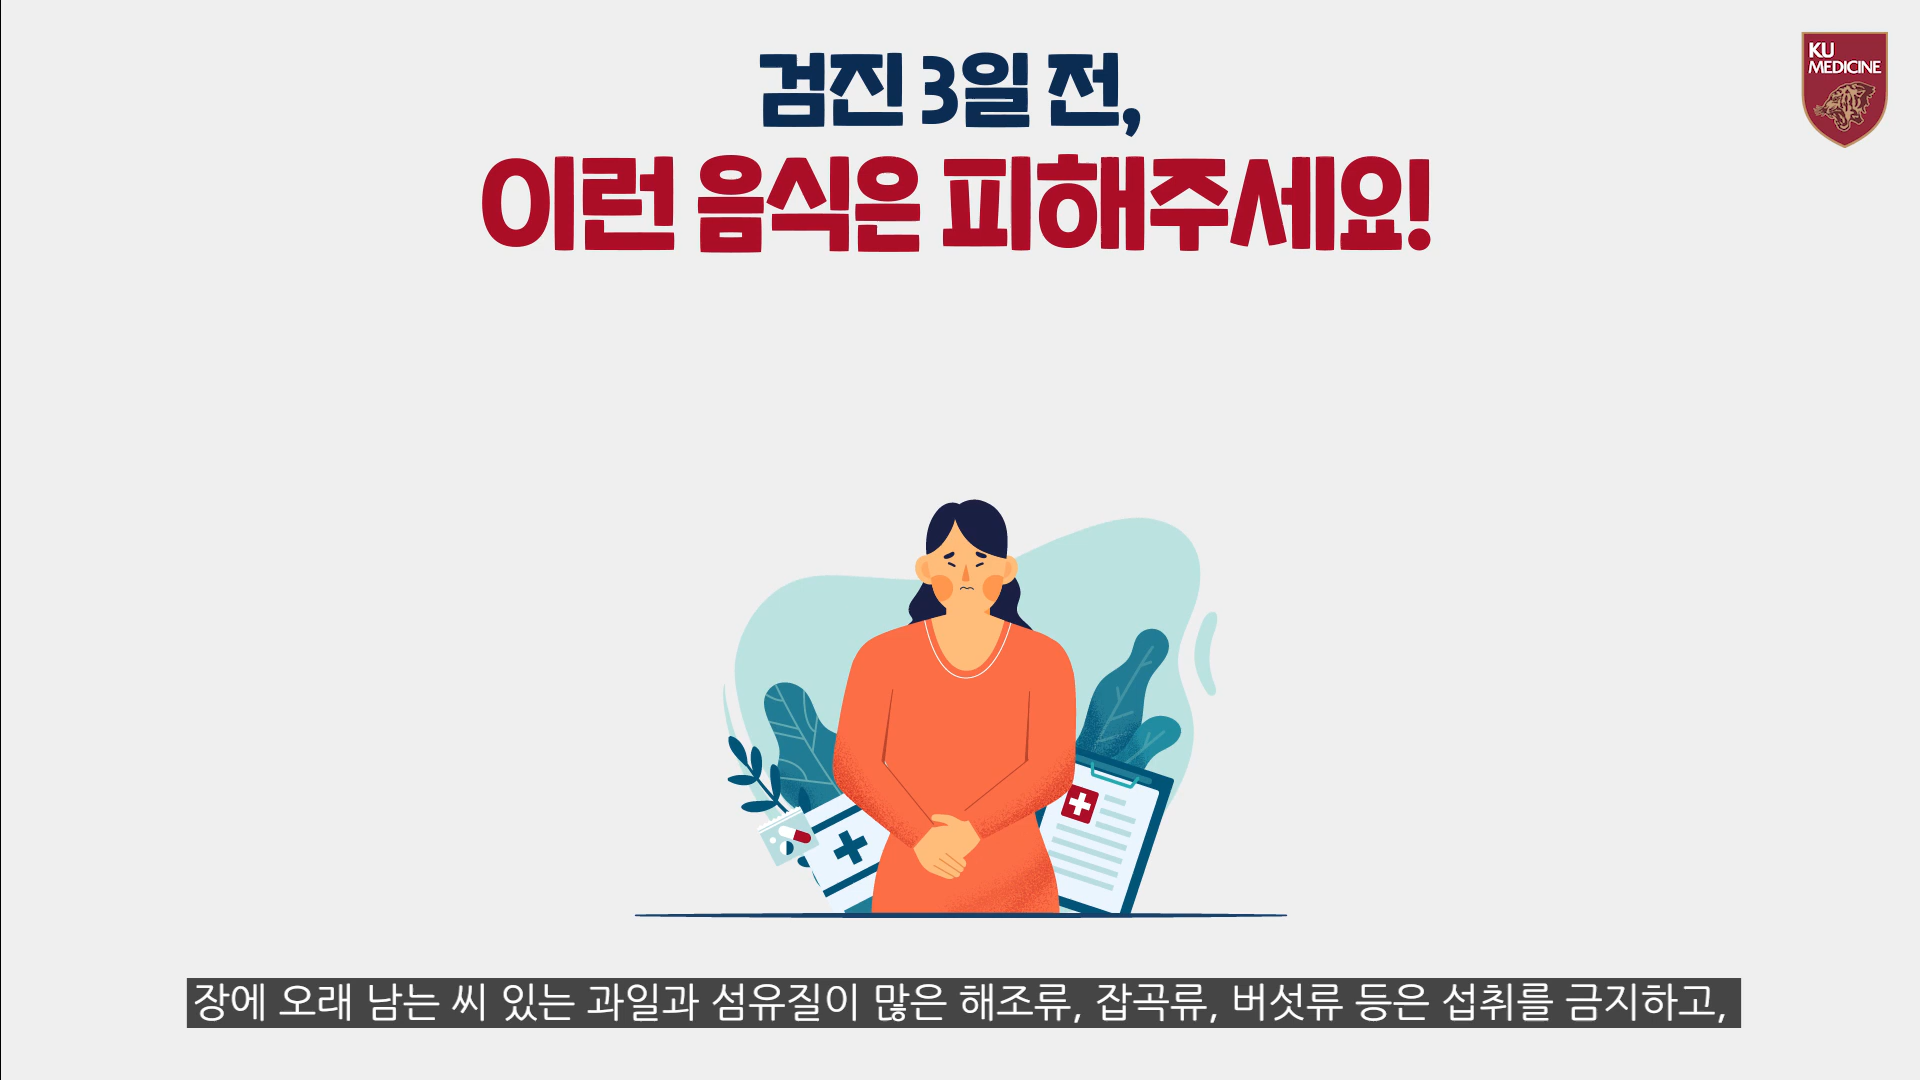 검진 3일 전,
이런 음식은 피해주세요!
KU
MEDICINE
장에 오래 남는 씨 있는 과일과 섬유질이 많은 해조류, 잡곡류, 버섯류 등은 섭취를 금지하고,